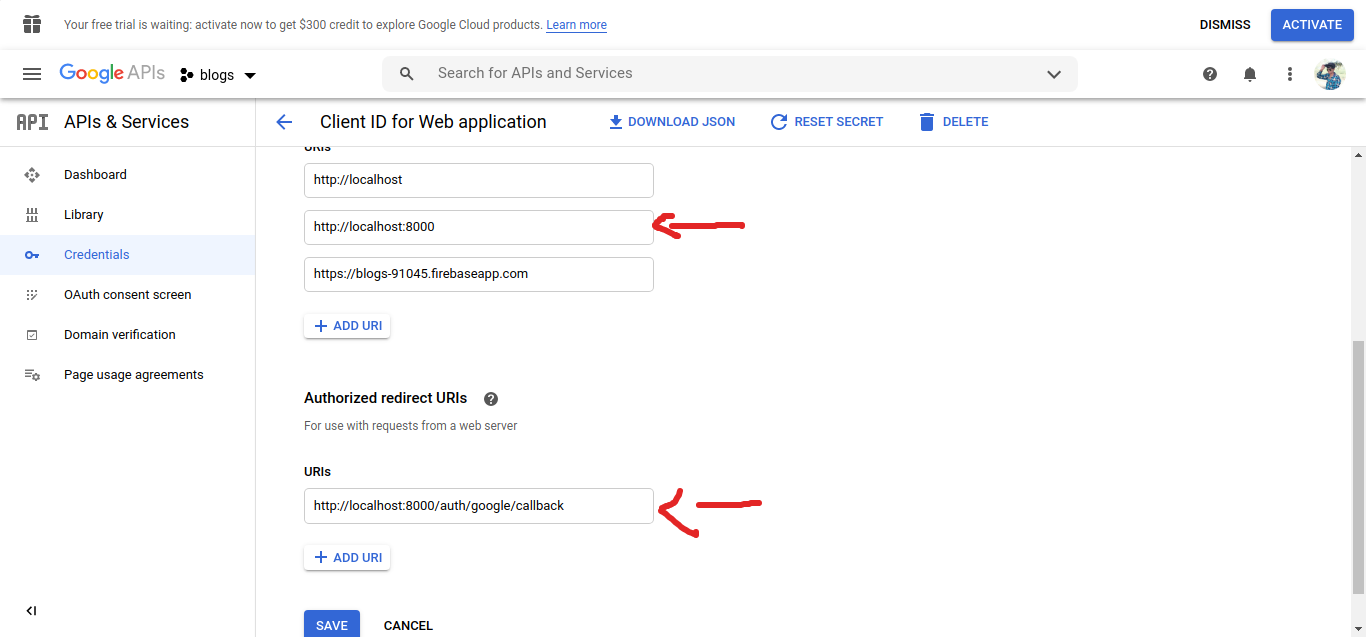 Your free trial is waiting: activate now to get $300 credit to explore Google Cloud products. Learn more
DISMISS
ACTIVATE
Google APIs
blogs
Search for APIs and Services
API APIs & Services
Client ID for Web application
DOWNLOAD JSON
RESET SECRET
DELETE
Dashboard
Library
Credentials
OAuth consent screen
Domain verification
Page usage agreements
URIs
http://localhost
http://localhost:8000
https://blogs-91045.firebaseapp.com
ADD URI
Authorized redirect URIs
For use with requests from a web server
URIs
http://localhost:8000/auth/google/callback
ADD URI
SAVE
CANCEL